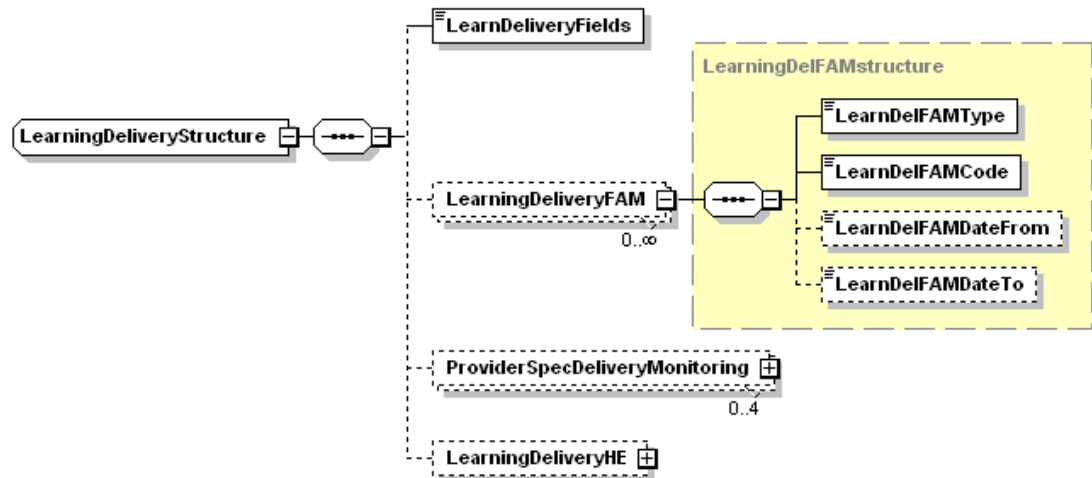 LearnDeliveryFields
LearningDelFAMstructure
LearnDelFAMType
LearningDeliveryStructure
LearnDelFAMCode
LearningDeliveryFAM
0..∞
LearnDelFAMDateFrom
LearnDelFAMDateTo
ProviderSpecDeliveryMonitoring
0..4
LearningDeliveryHE